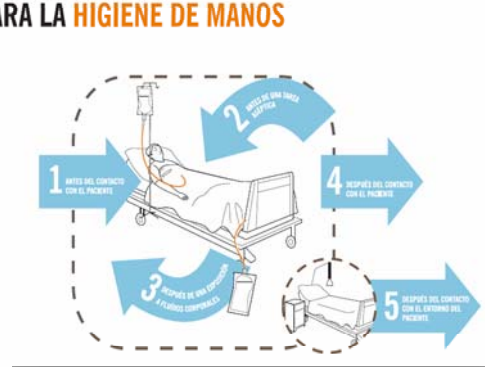 ARA LA HIGIENE DE MANOS
1 ANTES DEL CONTACTO
CON EL PACIENTE
2 ANTES DE UNA TAREA
ASÉPTICA
3 DESPUÉS DE UNA EXPOSICIÓN
A FLUÍDOS CORPORALES
4 DESPUÉS DEL CONTACTO
CON EL PACIENTE
5 DESPUÉS DEL CONTACTO
CON EL ENTORNO DEL
PACIENTE